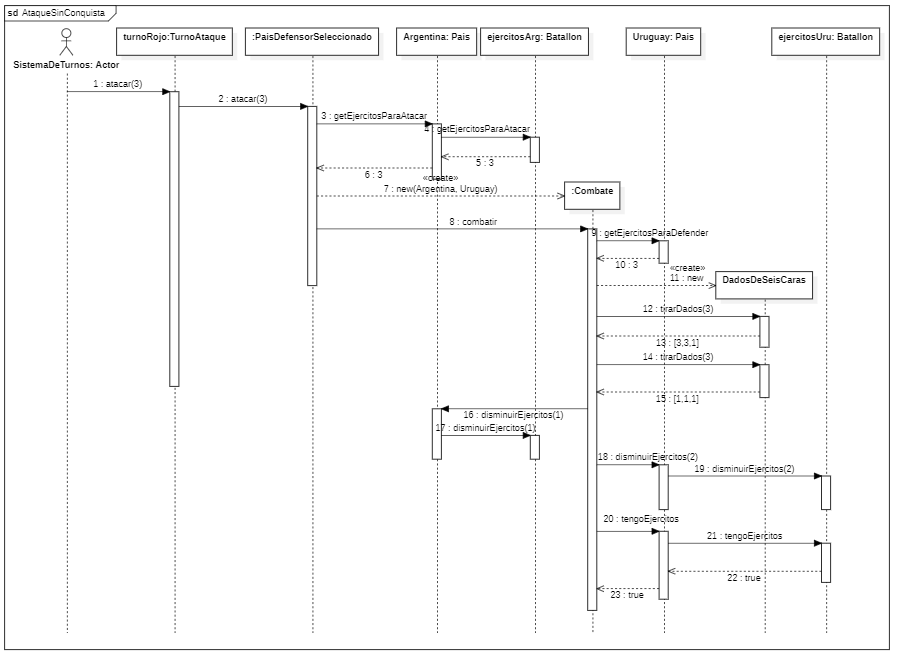 sd AtaqueSinConquista
turnoRojo:TurnoAtaque
:PaisDefensorSeleccionado
Argentina: Pais
ejercitosArg: Batallon
Uruguay: Pais
ejercitosUru: Batallon
SistemaDeTurnos: Actor
1 : atacar(3)
2 : atacar(3)
3 : getEjercitosParaAtacar
4 : getEjercitosParaAtacar
5 : 3
6 : 3
«create»
7 : new(Argentina, Uruguay)
:Combate
8 : combatir
9 : getEjercitosParaDefender
10 : 3
«create»
11 : new
DadosDeSeisCaras
12 : tirarDados(3)
13 : [3,3,1]
14 : tirarDados(3)
15 : [1,1,1]
16 : disminuirEjercitos(1)
17 : disminuirEjercitos(1)
18 : disminuirEjercitos(2)
19 : disminuirEjercitos(2)
20 : tengoEjercitos
21 : tengoEjercitos
22 : true
23 : true